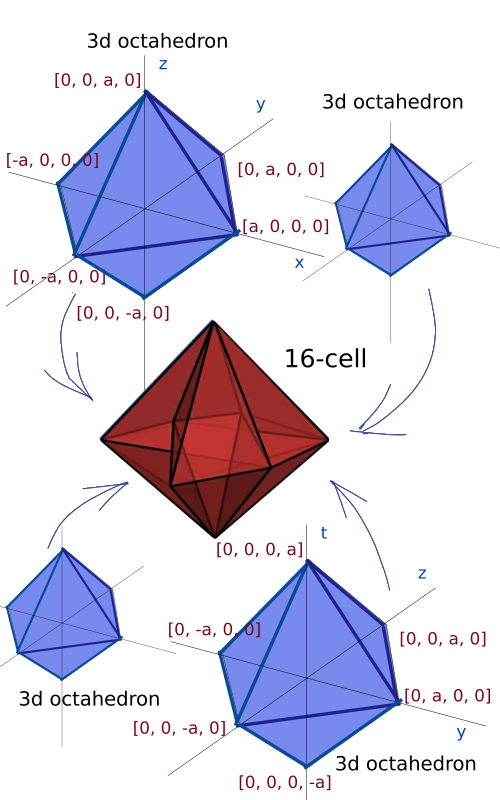 3d octahedron
z
[0, 0, a, 0]
y
3d octahedron
[-a, 0, 0, 0]
[0, a, 0, 0]
[a, 0, 0, 0]
x
[0, -a, 0, 0]
[0, 0, -a, 0]
16-cell
t
[0, 0, 0, a]
z
[0, -a, 0, 0]
[0, 0, a, 0]
3d octahedron
[0, a, 0, 0]
[0, 0, -a, 0]
y
3d octahedron
[0, 0, 0, -a]